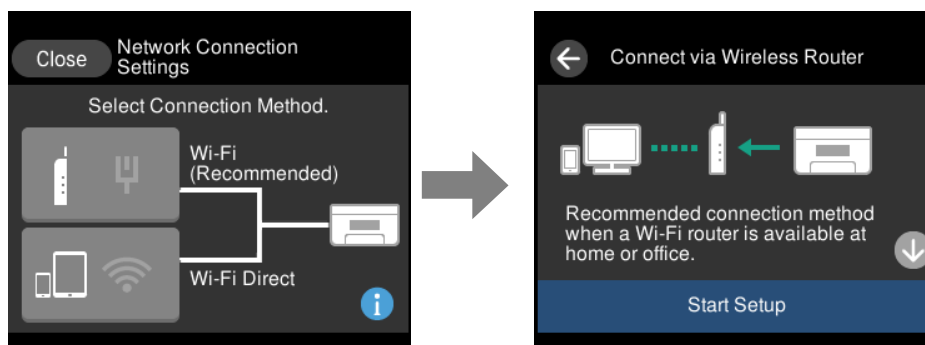 Close
Network Connection
Settings
Select Connection Method.
Wi-Fi
(Recommended)
Wi-Fi Direct
i
Connect via Wireless Router
Recommended connection method
when a Wi-Fi router is available at
home or office.
Start Setup